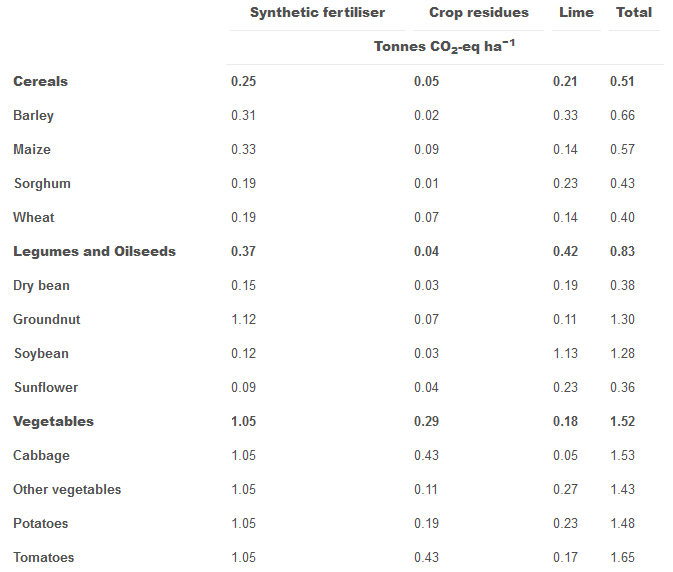 Synthetic fertiliser Crop residues Lime Total
Tonnes CO₂-eq ha⁻¹
Cereals 0.25 0.05 0.21 0.51
Barley 0.31 0.02 0.33 0.66
Maize 0.33 0.09 0.14 0.57
Sorghum 0.19 0.01 0.23 0.43
Wheat 0.19 0.07 0.14 0.40
Legumes and Oilseeds 0.37 0.04 0.42 0.83
Dry bean 0.15 0.03 0.19 0.38
Groundnut 1.12 0.07 0.11 1.30
Soybean 0.12 0.03 1.13 1.28
Sunflower 0.09 0.04 0.23 0.36
Vegetables 1.05 0.29 0.18 1.52
Cabbage 1.05 0.43 0.05 1.53
Other vegetables 1.05 0.11 0.27 1.43
Potatoes 1.05 0.19 0.23 1.48
Tomatoes 1.05 0.43 0.17 1.65